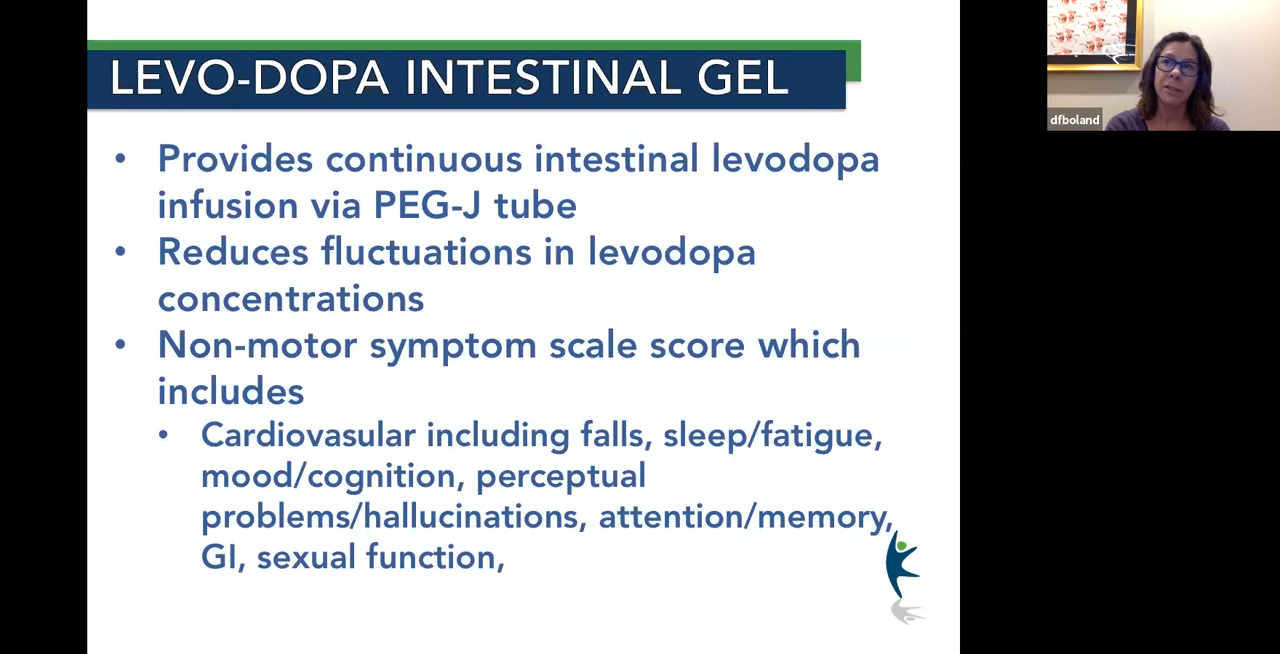 LEVO-DOPA INTESTINAL GEL
• Provides continuous intestinal levodopa
infusion via PEG-J tube
• Reduces fluctuations in levodopa
concentrations
• Non-motor symptom scale score which
includes
• Cardiovasular including falls, sleep/fatigue,
mood/cognition, perceptual
problems/hallucinations, attention/memory,
GI, sexual function,
dfboland